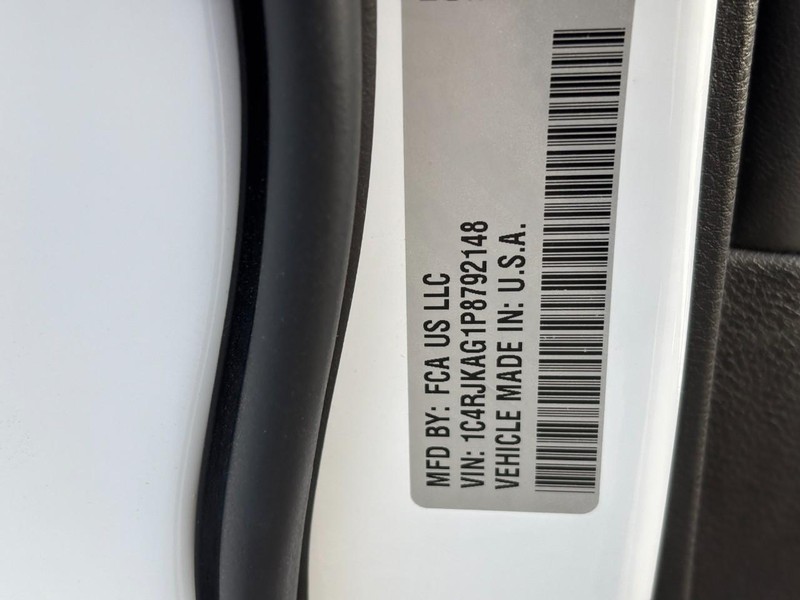 MFD BY: FCA US LLC
VIN: 1C4RJKAG1P8792148
VEHICLE MADE IN: U.S.A.